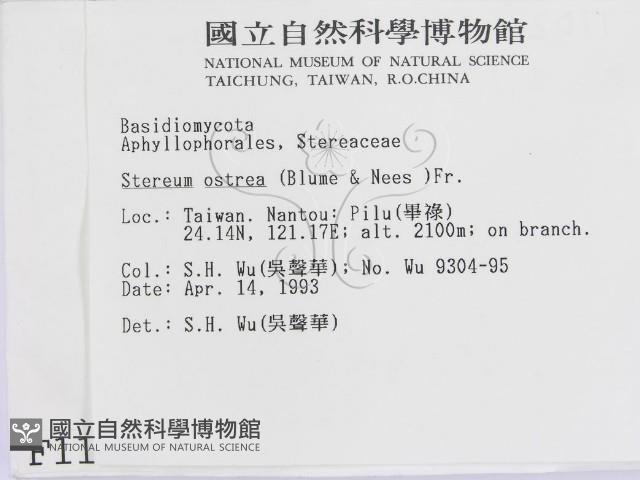 國立自然科學博物館
NATIONAL MUSEUM OF NATURAL SCIENCE
TAICHUNG, TAIWAN, R.O.CHINA
Basidiomycota
Aphyllophorales, Stereaceae
Stereum ostrea (Blume & Nees )Fr.
Loc.: Taiwan. Nantou: Pilu(畢祿)
24.14N, 121.17E; alt. 2100m; on branch.
Col.: S.H. Wu(吳聲華); No. Wu 9304-95
Date: Apr. 14, 1993
Det.: S.H. Wu(吳聲華)
國立自然科學博物館
NATIONAL MUSEUM OF NATURAL SCIENCE
F11